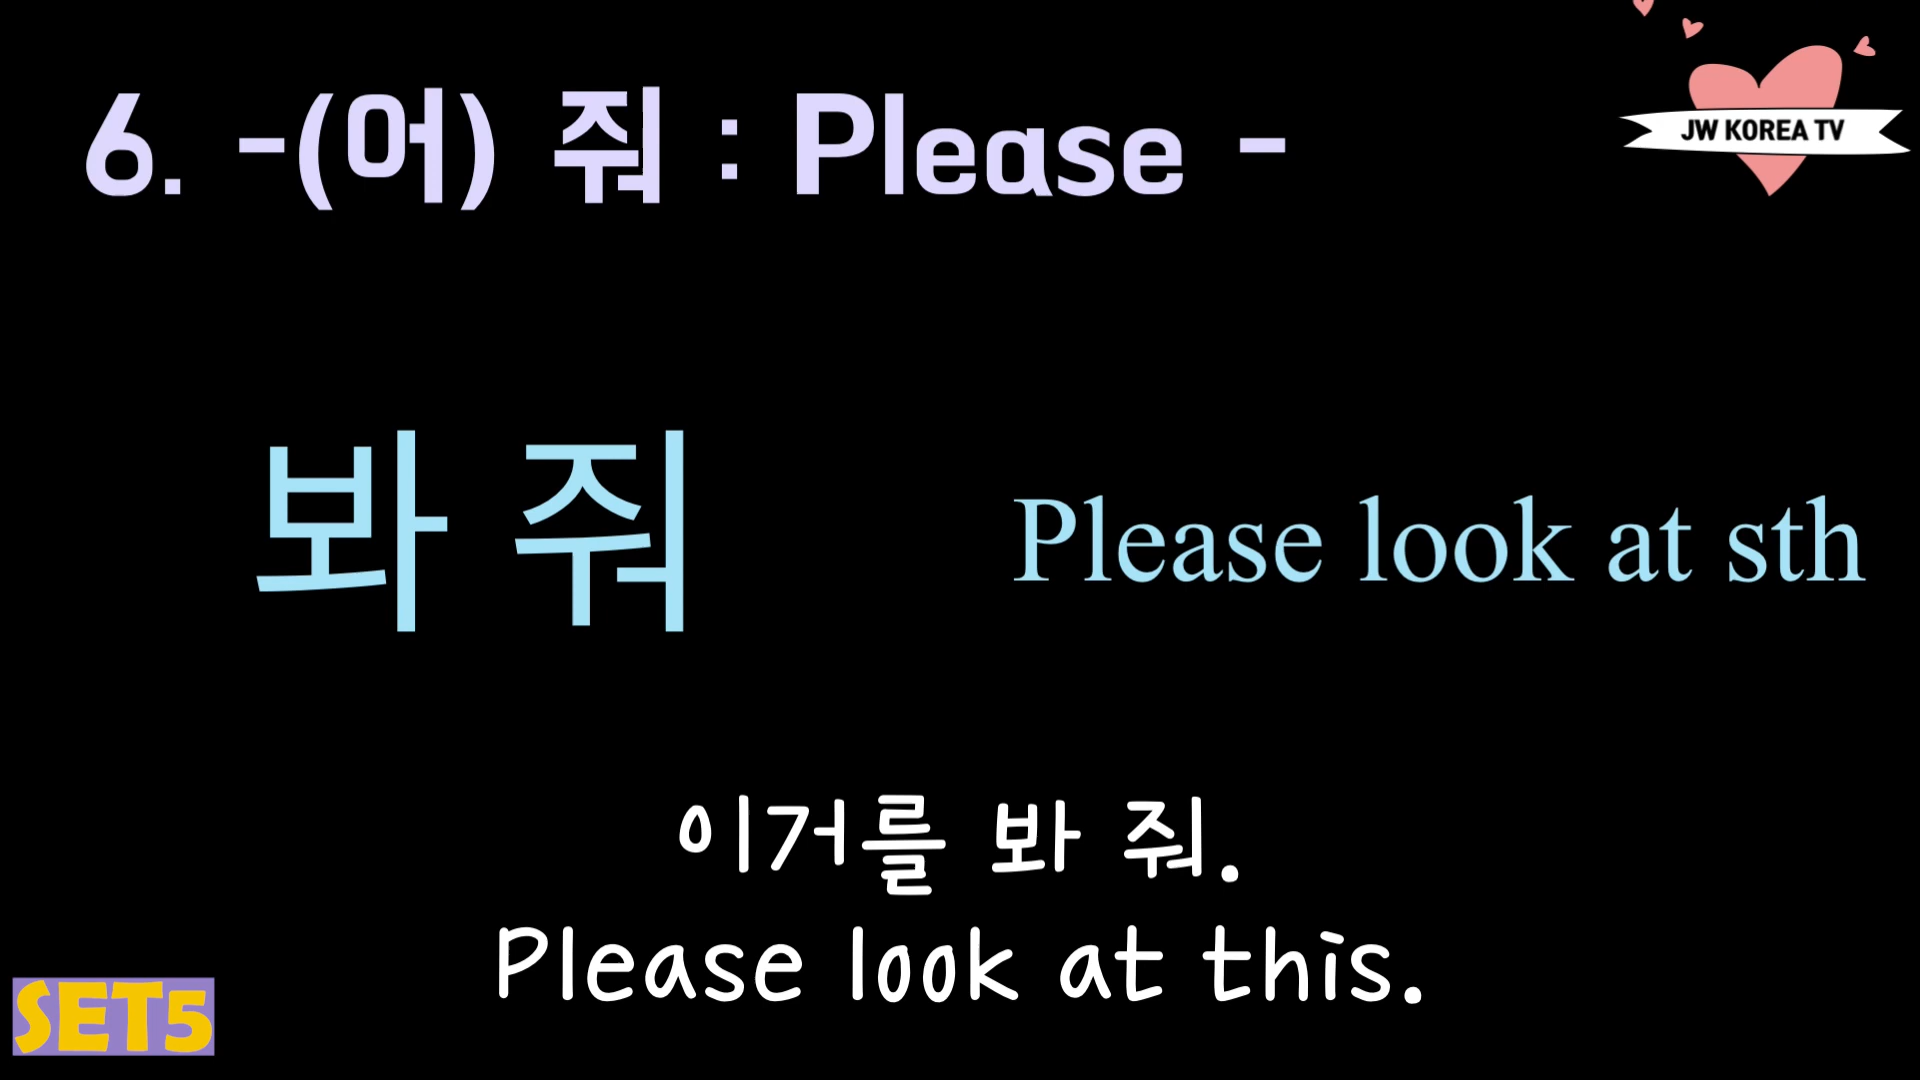 6. -(어) 줘 : Please -
JW KOREA TV
봐 줘
Please look at sth
이거를 봐 줘.
Please look at this.
SET5